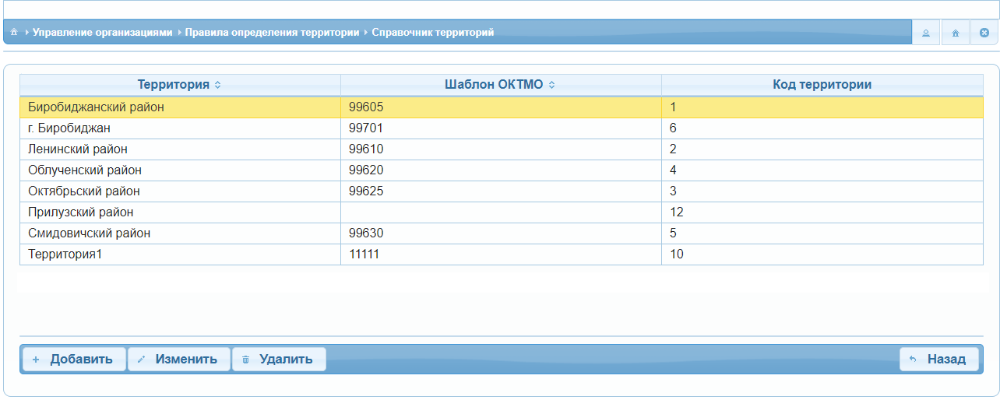 Управление организациями Правила определения территории Справочник территорий
Территория Шаблон ОКТМО Код территории
Биробиджанский район 99605 1
г. Биробиджан 99701 6
Ленинский район 99610 2
Облученский район 99620 4
Октябрьский район 99625 3
Прилузский район 12
Смидовичский район 99630 5
Территория1 11111 10
Добавить Изменить Удалить Назад